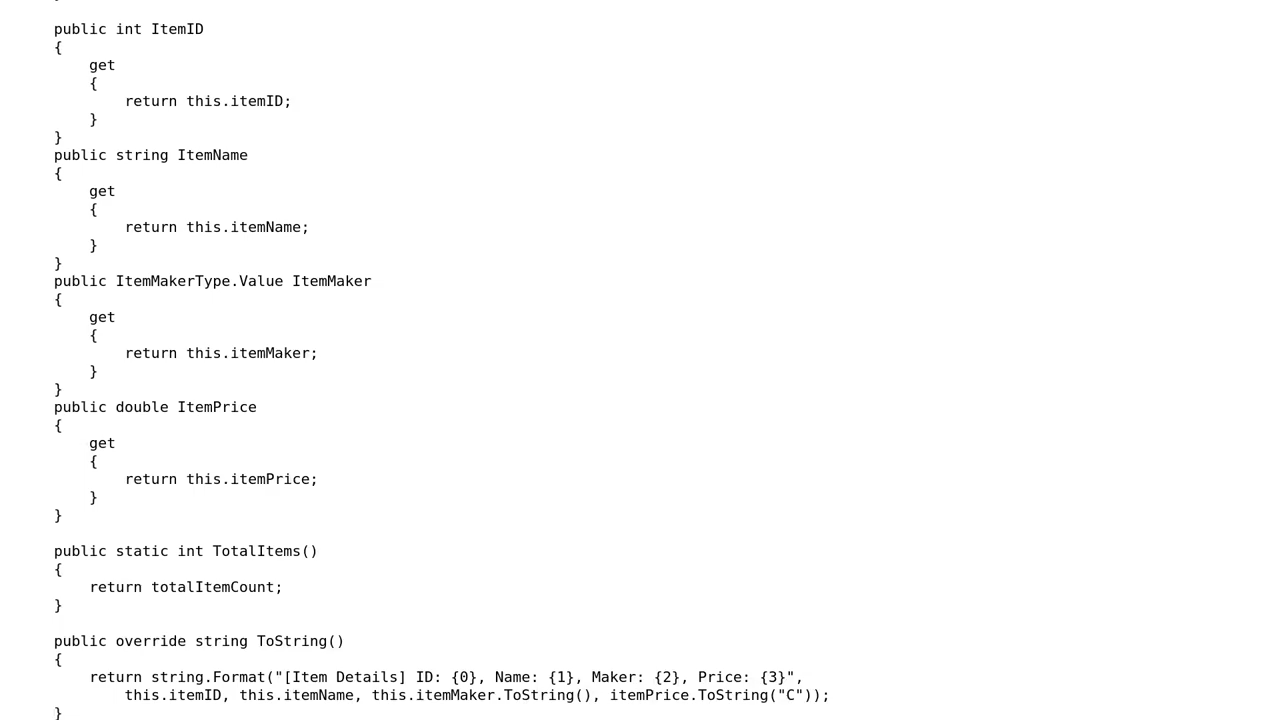 public int ItemID
{
get
{
return this.itemID;
}
}
public string ItemName
{
get
{
return this.itemName;
}
}
public ItemMakerType.Value ItemMaker
{
get
{
return this.itemMaker;
}
}
public double ItemPrice
{
get
{
return this.itemPrice;
}
}
public static int TotalItems()
{
return totalItemCount;
}
public override string ToString()
{
return string.Format("[Item Details] ID: {0}, Name: {1}, Maker: {2}, Price: {3}",
this.itemID, this.itemName, this.itemMaker.ToString(), itemPrice.ToString("C"));
}